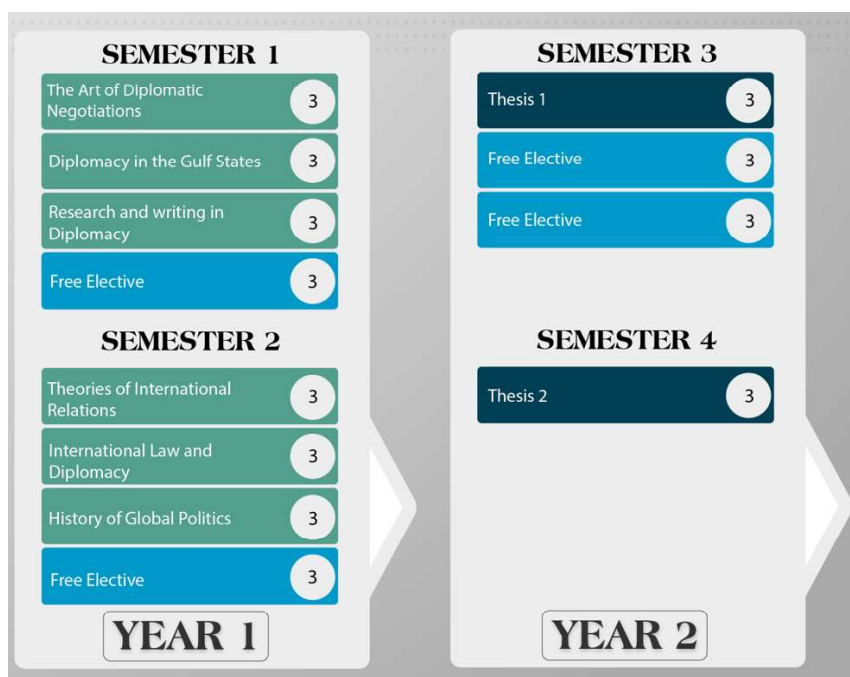 SEMESTER 1
The Art of Diplomatic
Negotiations
3
Diplomacy in the Gulf States
3
Research and writing in
Diplomacy
3
Free Elective
3
SEMESTER 2
Theories of International
Relations
3
International Law and
Diplomacy
3
History of Global Politics
3
Free Elective
3
YEAR 1
SEMESTER 3
Thesis 1
3
Free Elective
3
Free Elective
3
SEMESTER 4
Thesis 2
3
YEAR 2